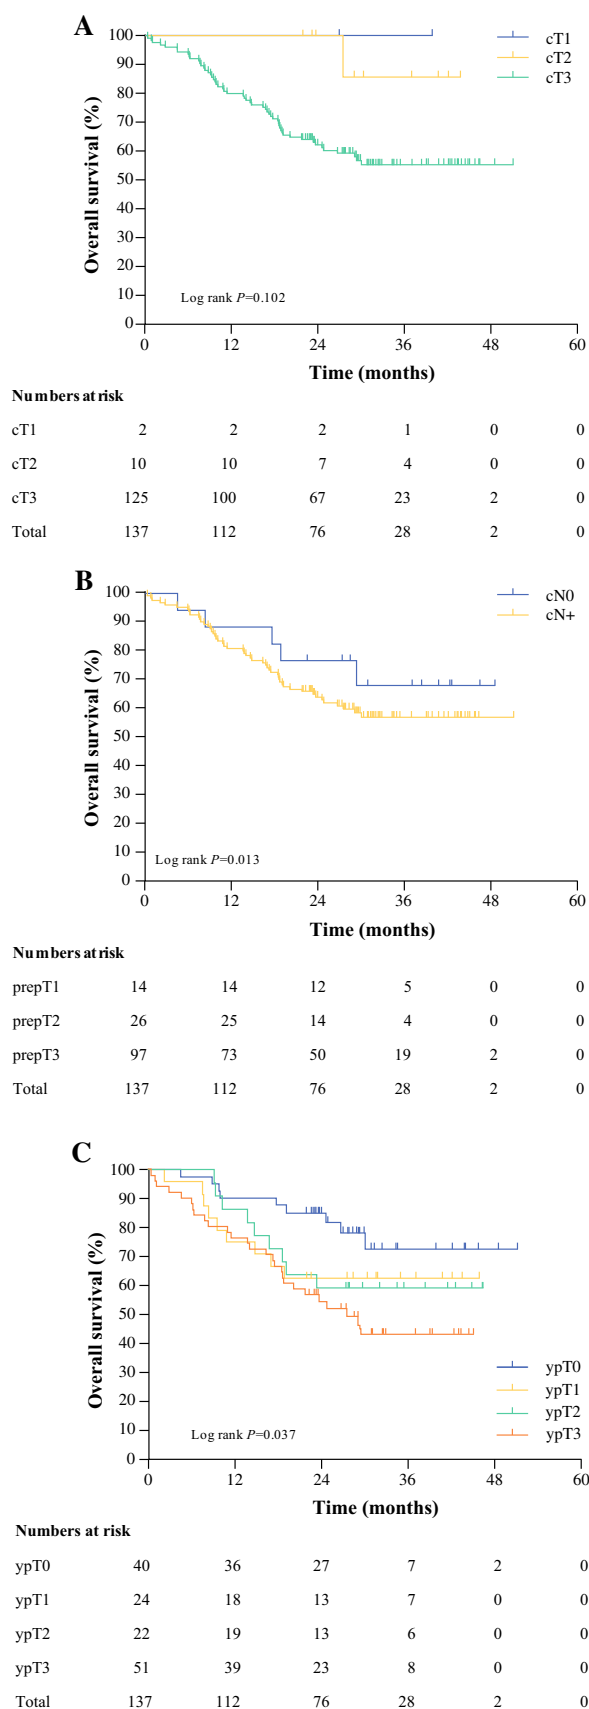 A
Overall survival (%)
100
90
80
70
60
50
40
30
20
10
0
cT1
cT2
cT3
Log rank P=0.102
0 12 24 36 48 60
Time (months)
Numbers at risk
cT1 2 2 2 1 0 0
cT2 10 10 7 4 0 0
cT3 125 100 67 23 2 0
Total 137 112 76 28 2 0
B
Overall survival (%)
100
90
80
70
60
50
40
30
20
10
0
cN0
cN+
Log rank P=0.013
0 12 24 36 48 60
Time (months)
Numbers at risk
prepT1 14 14 12 5 0 0
prepT2 26 25 14 4 0 0
prepT3 97 73 50 19 2 0
Total 137 112 76 28 2 0
C
Overall survival (%)
100
90
80
70
60
50
40
30
20
10
0
ypT0
ypT1
ypT2
ypT3
Log rank P=0.037
0 12 24 36 48 60
Time (months)
Numbers at risk
ypT0 40 36 27 7 2 0
ypT1 24 18 13 7 0 0
ypT2 22 19 13 6 0 0
ypT3 51 39 23 8 0 0
Total 137 112 76 28 2 0